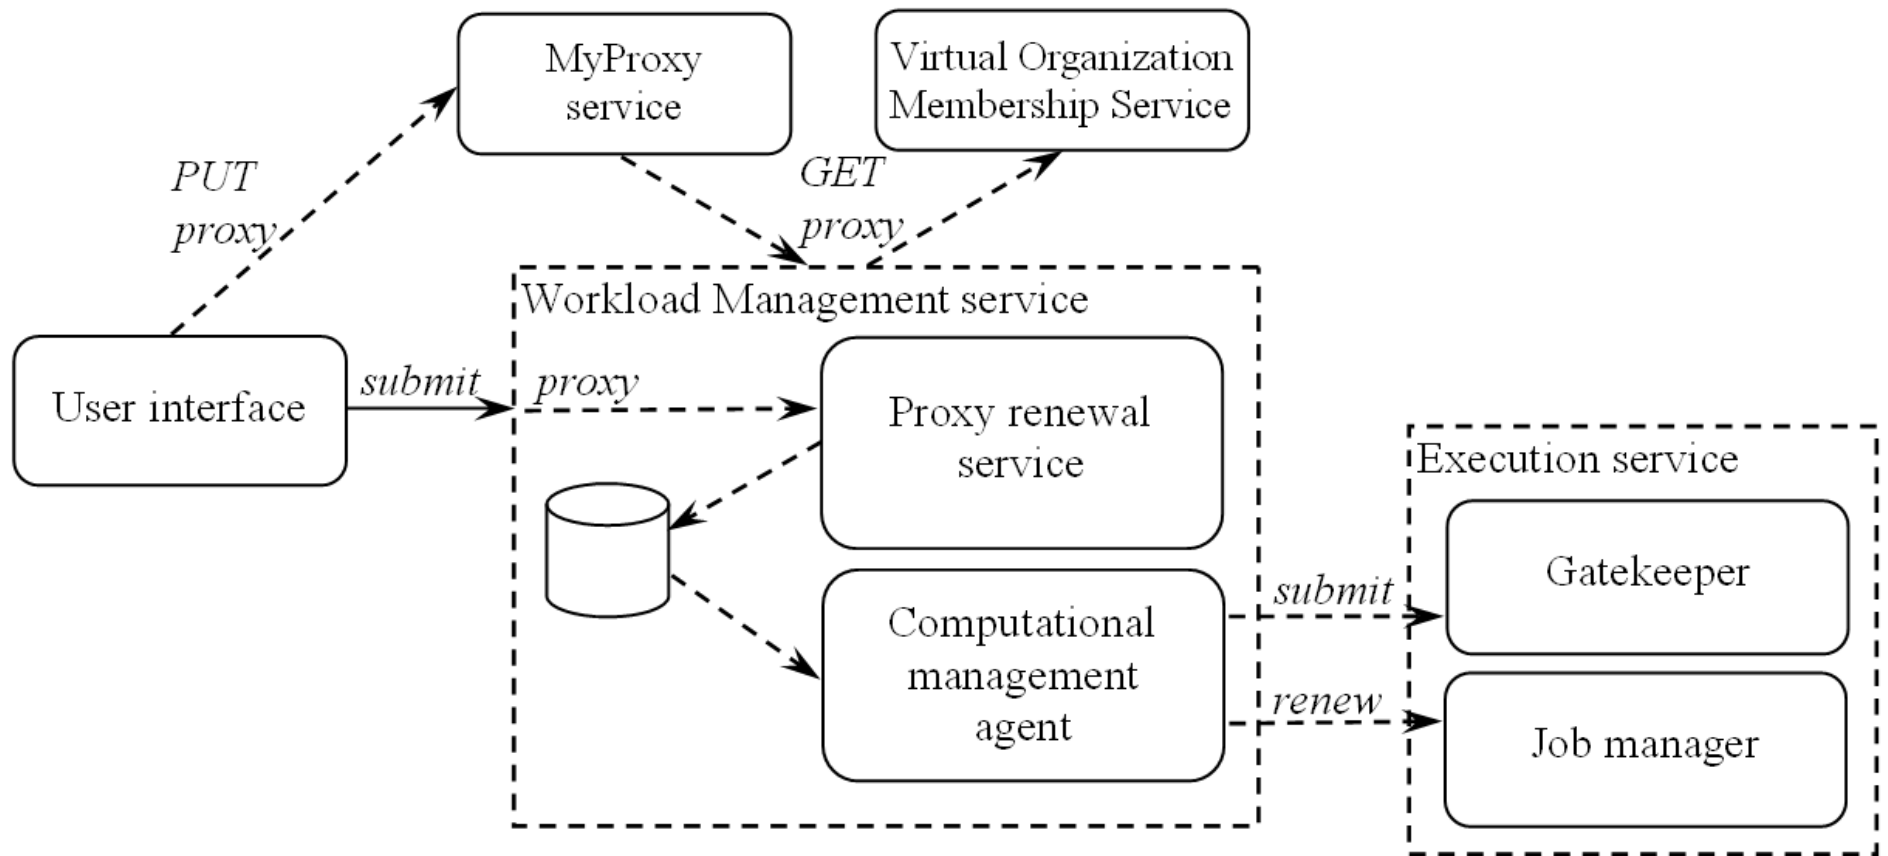 MyProxy
service
Virtual Organization
Membership Service
PUT
proxy
GET
proxy
Workload Management service
User interface
submit
proxy
Proxy renewal
service
Execution service
Gatekeeper
submit
Computational
management
agent
renew
Job manager